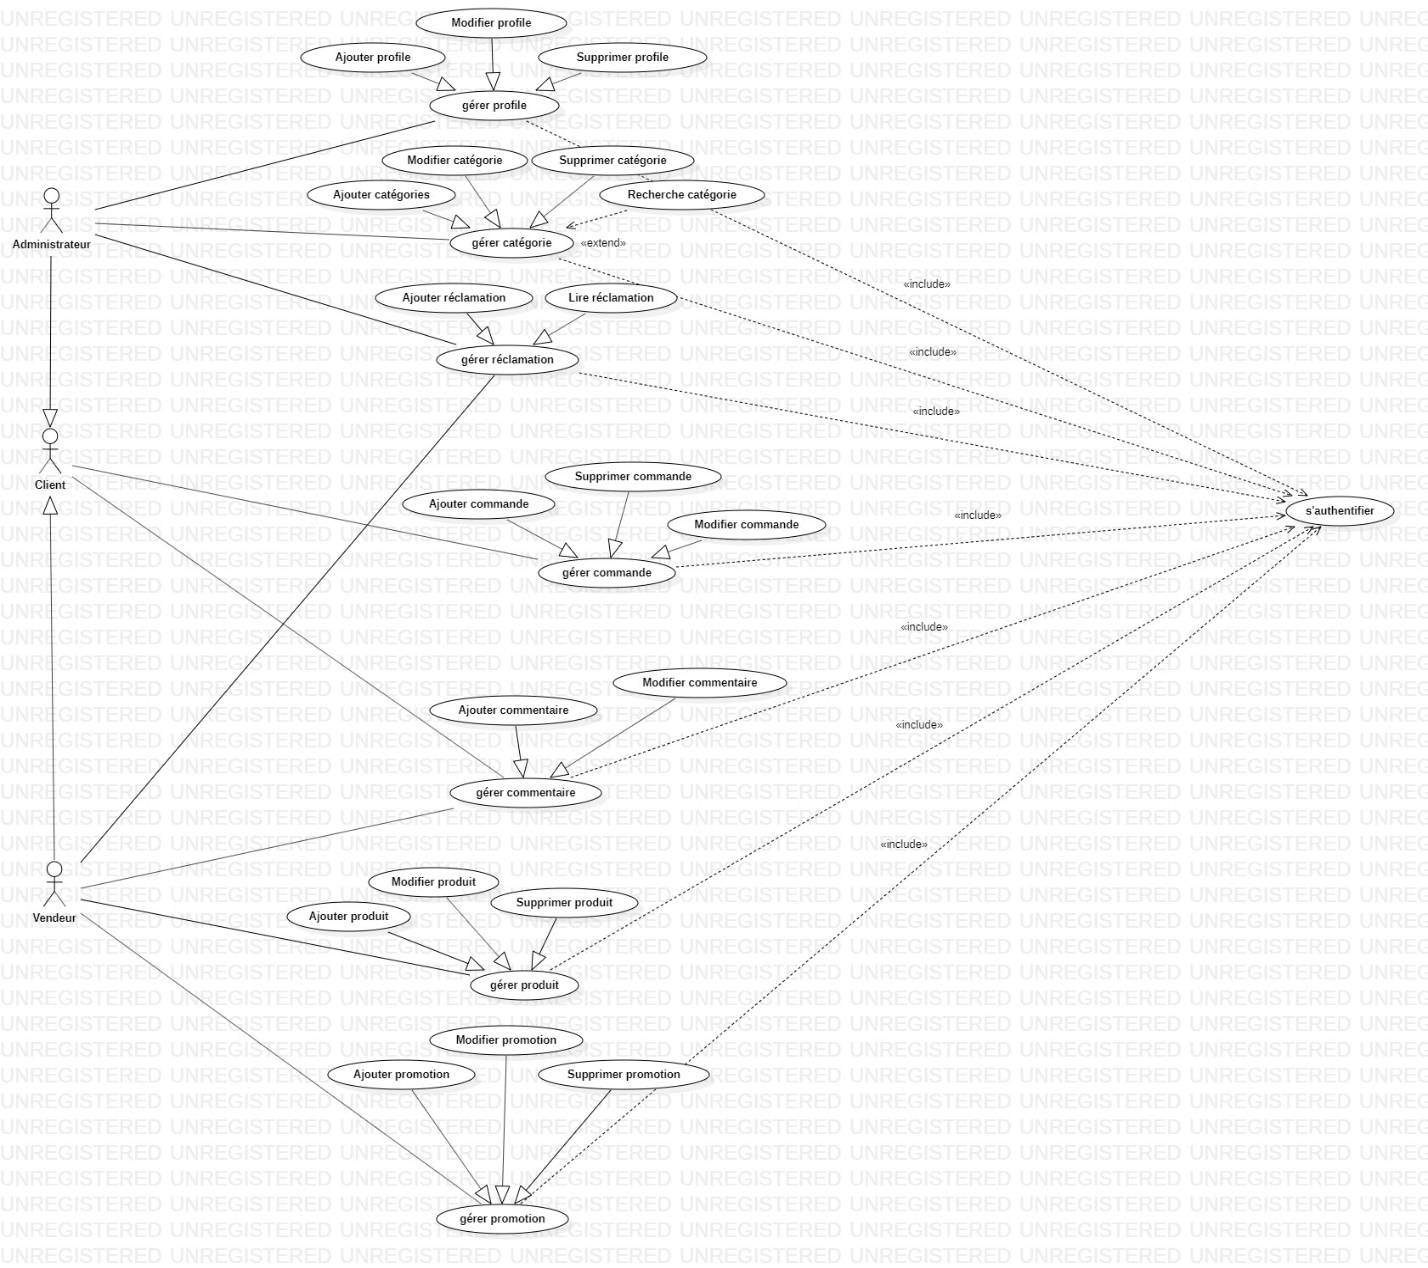 Modifier profile
Ajouter profile
Supprimer profile
gérer profile
Modifier catégorie
Supprimer catégorie
Ajouter catégories
Recherche catégorie
Administrateur
gérer catégorie
«extend»
«include»
Ajouter réclamation
Lire réclamation
«include»
gérer réclamation
«include»
Client
Supprimer commande
Ajouter commande
Modifier commande
s'authentifier
«include»
gérer commande
«include»
Modifier commentaire
Ajouter commentaire
«include»
gérer commentaire
«include»
Modifier produit
Supprimer produit
Ajouter produit
Vendeur
gérer produit
Modifier promotion
Ajouter promotion
Supprimer promotion
gérer promotion
UNREGISTERED